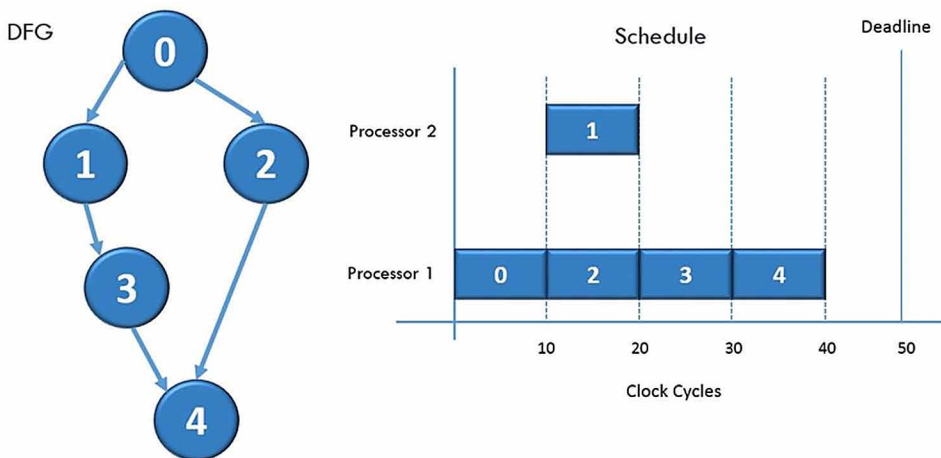 DFG
0
1
2
3
4
Schedule
Deadline
Processor 2
1
Processor 1
0
2
3
4
10
20
30
40
50
Clock Cycles